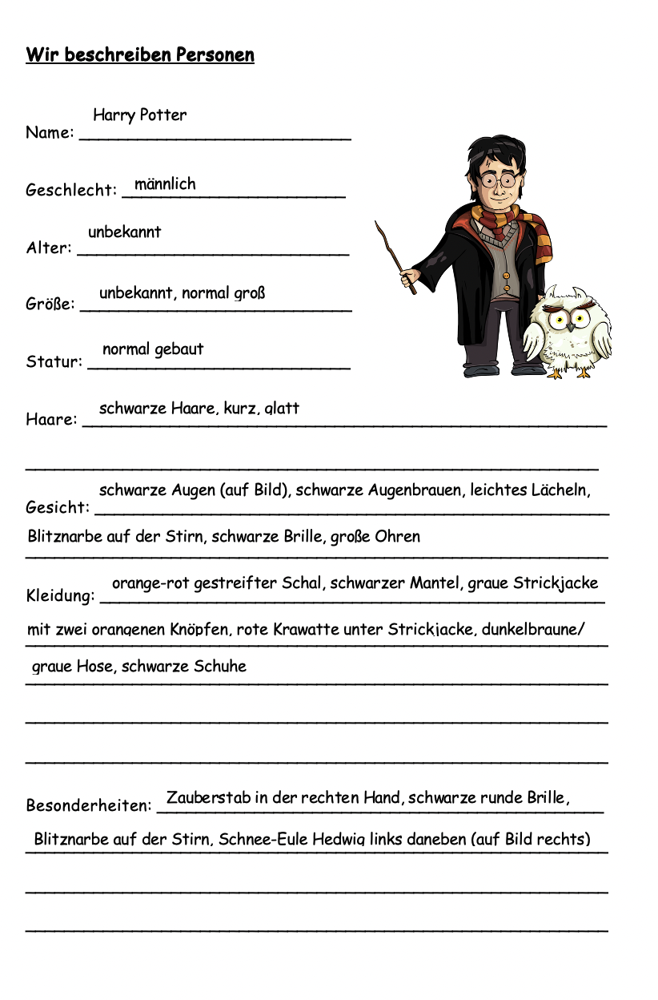 Wir beschreiben Personen
Name: Harry Potter
Geschlecht: männlich
Alter: unbekannt
Größe: unbekannt, normal groß
Statur: normal gebaut
Haare: schwarze Haare, kurz, glatt
Gesicht: schwarze Augen (auf Bild), schwarze Augenbrauen, leichtes Lächeln,
Blitznarbe auf der Stirn, schwarze Brille, große Ohren
Kleidung: orange-rot gestreifter Schal, schwarzer Mantel, graue Strickjacke
mit zwei orangenen Knöpfen, rote Krawatte unter Strickjacke, dunkelbraune/
graue Hose, schwarze Schuhe
Besonderheiten: Zauberstab in der rechten Hand, schwarze runde Brille,
Blitznarbe auf der Stirn, Schnee-Eule Hedwig links daneben (auf Bild rechts)